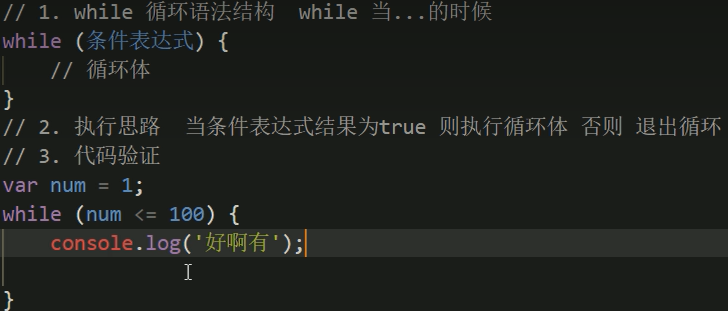 // 1. while 循环语法结构  while 当...的时候
while (条件表达式) {
    // 循环体
}
// 2. 执行思路  当条件表达式结果为true 则执行循环体 否则 退出循环
// 3. 代码验证
var num = 1;
while (num <= 100) {
    console.log('好啊有');
}